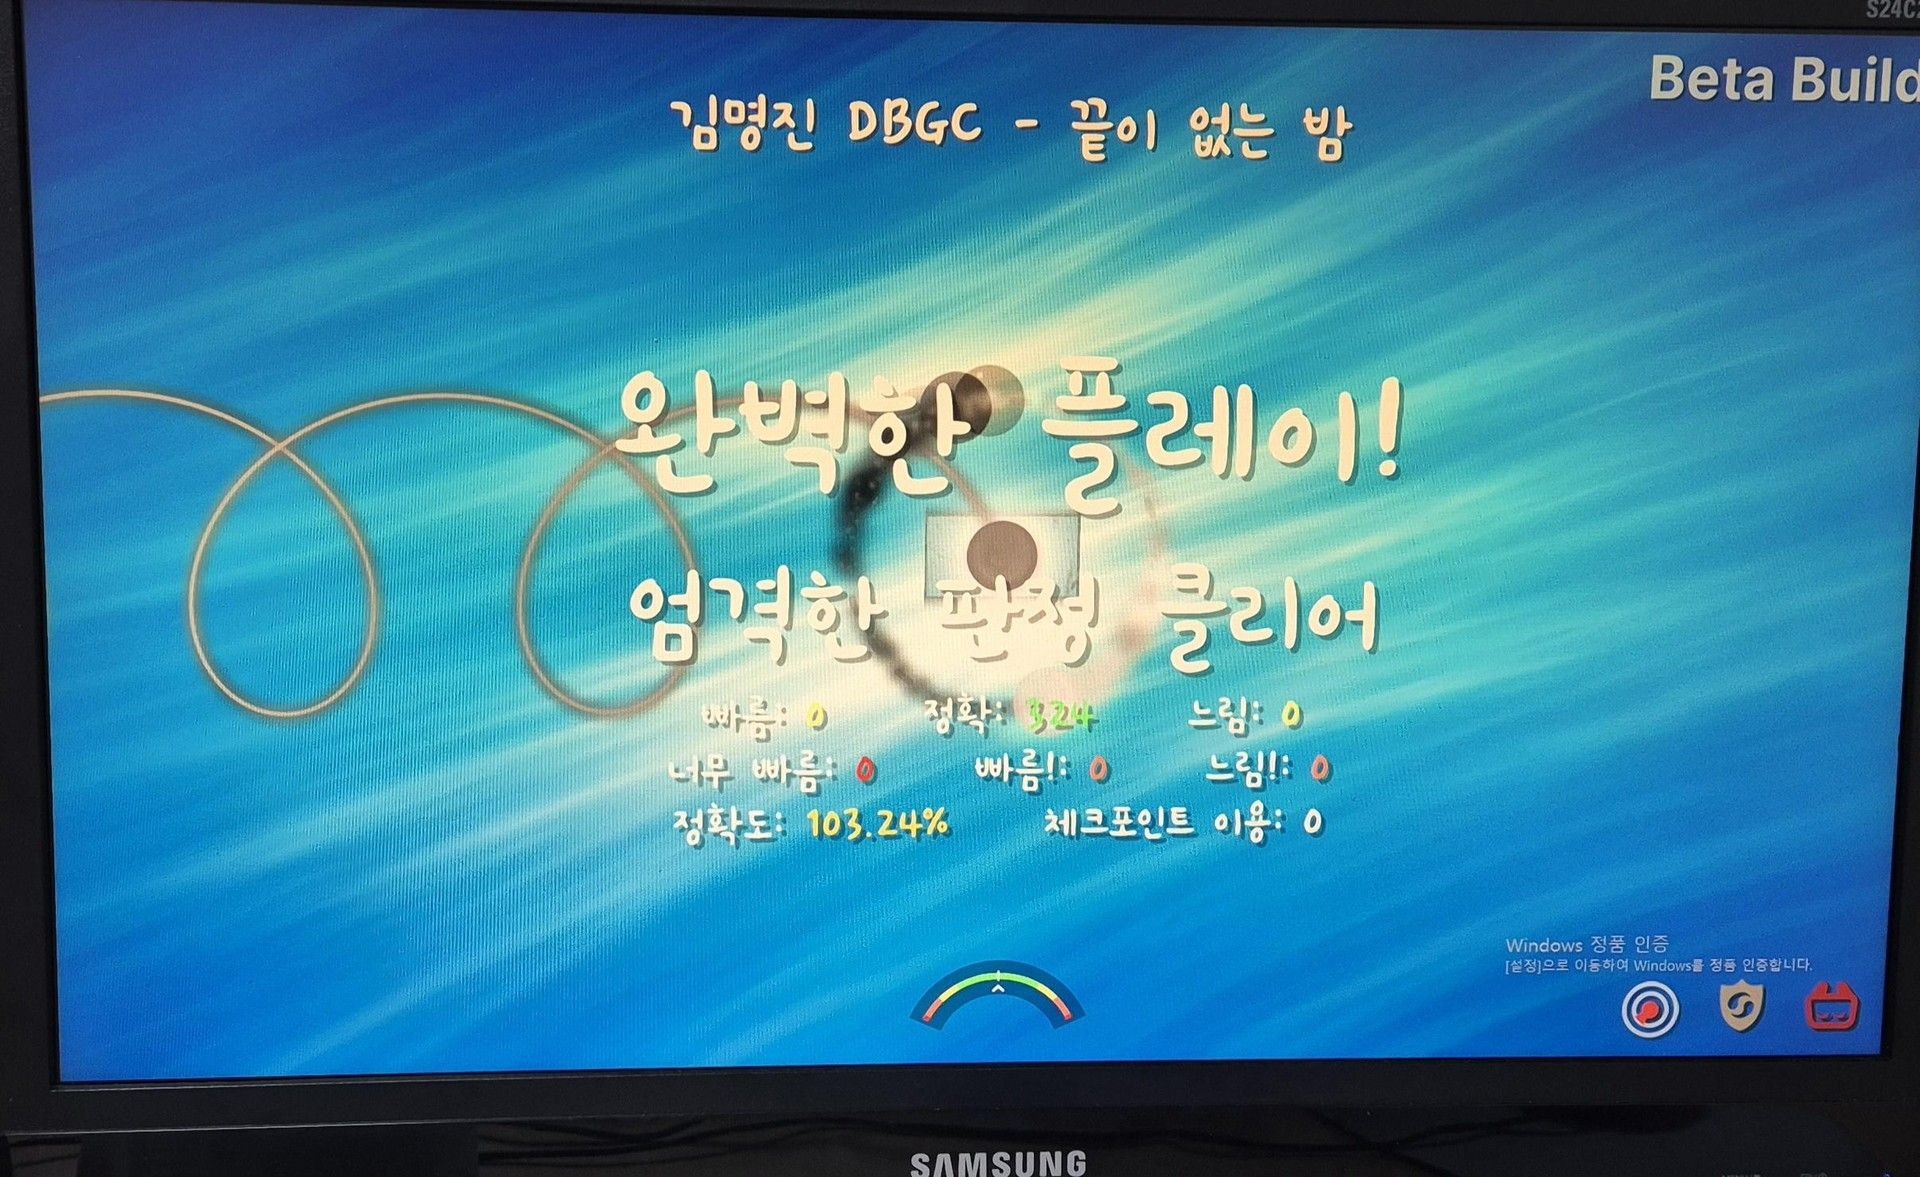 S24C2
Beta Build
김명진 DBGC - 끝이 없는 밤
완벽한 플레이!
엄격한 판정 클리어
빠름: 0 정확: 324 느림: 0
너무 빠름: 0 빠름!: 0 느림!: 0
정확도: 103.24% 체크포인트 이용: 0
Windows 정품 인증
[설정]으로 이동하여 Windows를 정품 인증합니다.
SAMSUNG